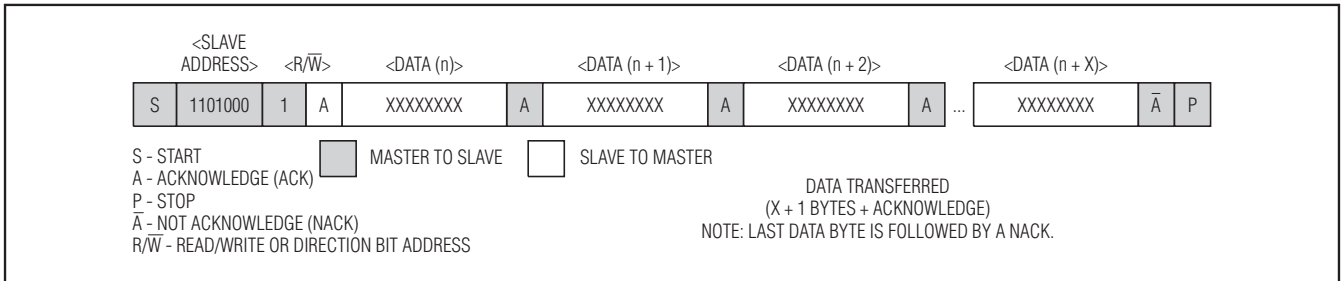 <SLAVE
ADDRESS> <R/W̅> <DATA (n)> <DATA (n + 1)> <DATA (n + 2)> <DATA (n + X)>
S 1101000 1 A XXXXXXXX A XXXXXXXX A XXXXXXXX A ... XXXXXXXX A̅ P
S - START
MASTER TO SLAVE
SLAVE TO MASTER
A - ACKNOWLEDGE (ACK)
P - STOP
A̅ - NOT ACKNOWLEDGE (NACK)
R/W̅ - READ/WRITE OR DIRECTION BIT ADDRESS
DATA TRANSFERRED
(X + 1 BYTES + ACKNOWLEDGE)
NOTE: LAST DATA BYTE IS FOLLOWED BY A NACK.